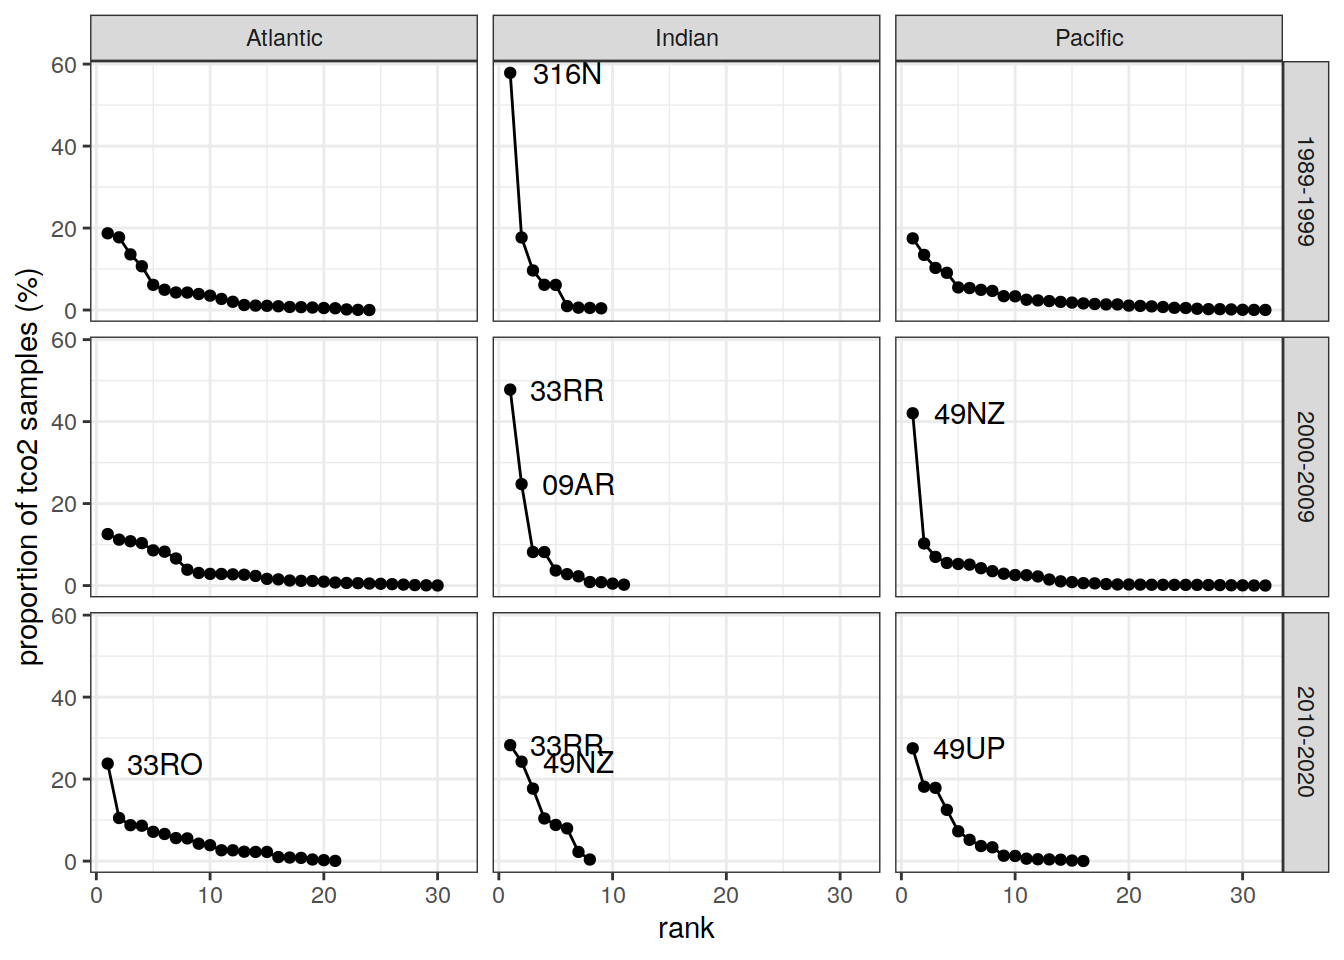 Atlantic Indian Pacific
60
40
20
0
316N
1989-1999
60
40
20
0
33RR
09AR
49NZ
2000-2009
60
40
20
0
33RO
33RR
49NZ
49UP
2010-2020
0 10 20 30 0 10 20 30 0 10 20 30
rank
proportion of tco2 samples (%)